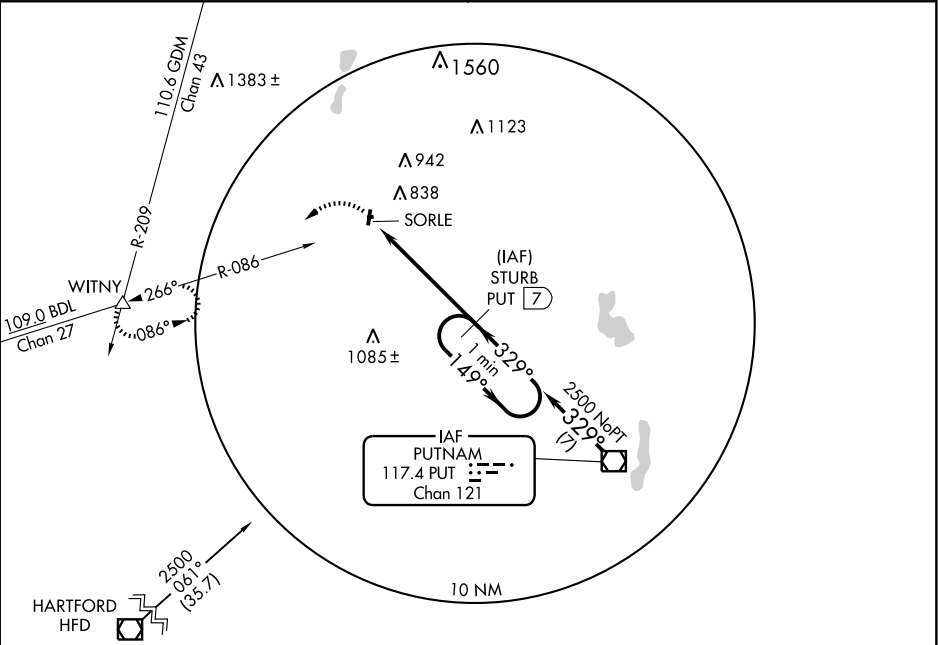 110.6 GDM
Chan 43
1383 ±
1560
1123
942
838
SORLE
R-209
R-086
WITNY
266°
086°
109.0 BDL
Chan 27
(IAF)
STURB
PUT 7
1085 ±
1 min
329°
149°
2500 NoPT
329°
(7)
IAF
PUTNAM
117.4 PUT
Chan 121
2500
061°
(35.7)
HARTFORD
HFD
10 NM